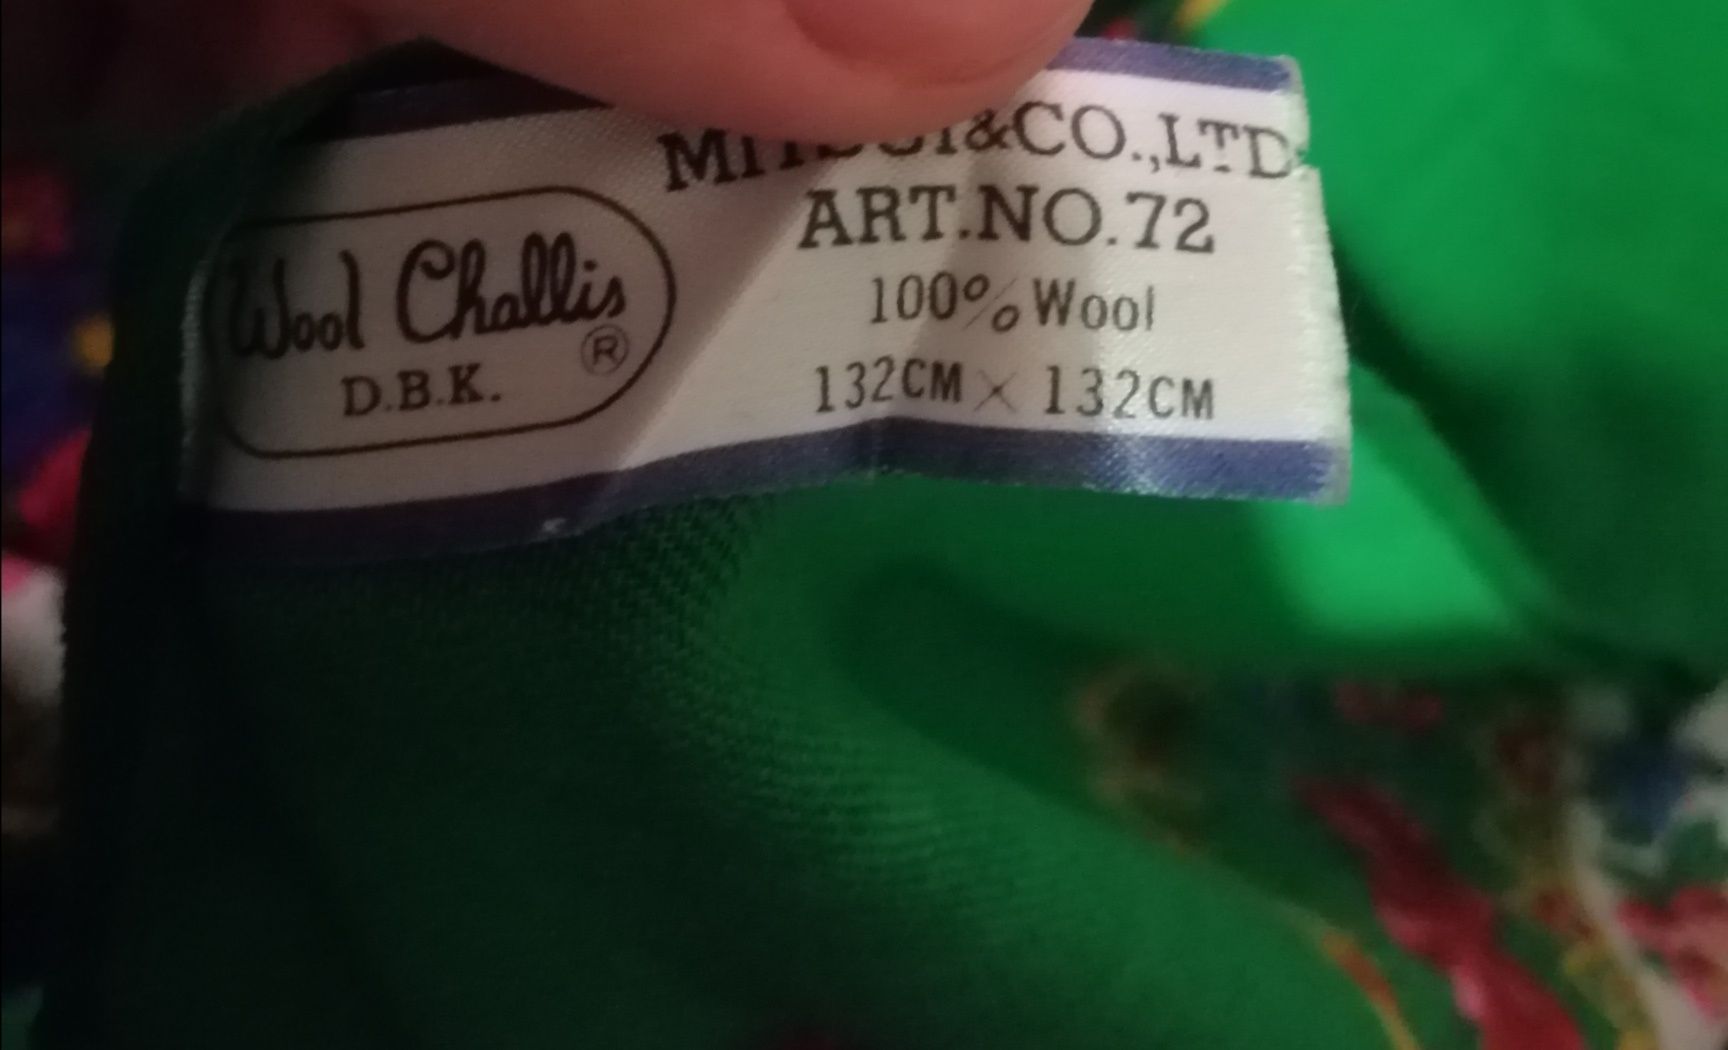 Wool Challis
®
D.B.K.
&CO.,LTD.
ART.NO.72
100% Wool
132CM × 132CM